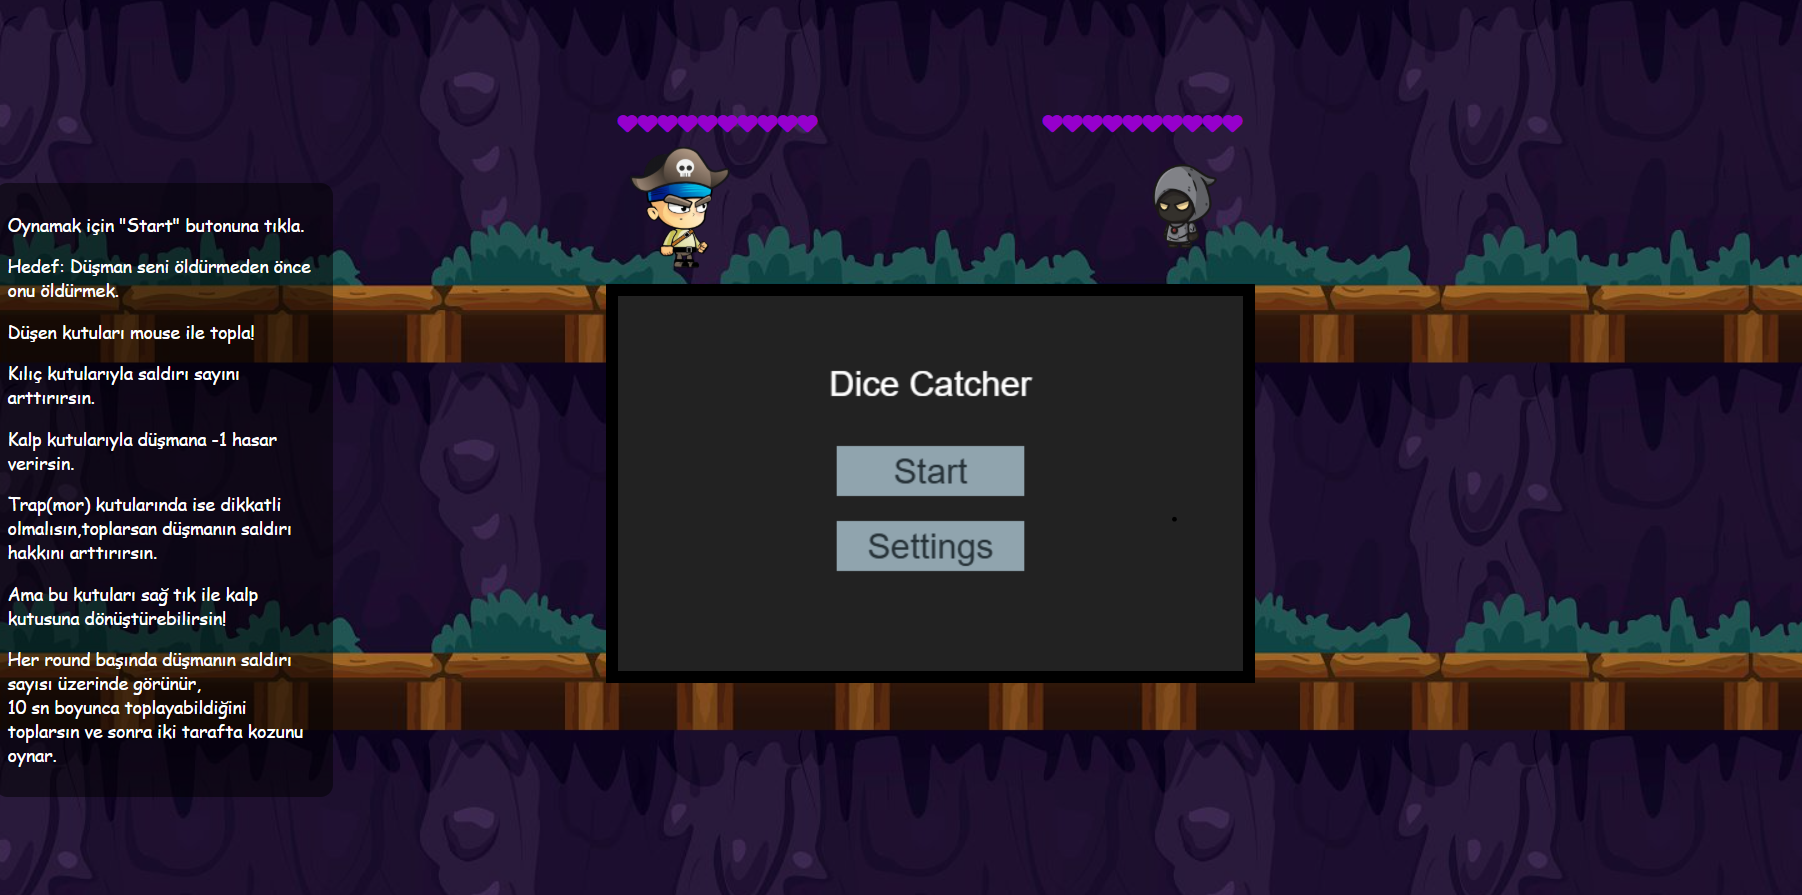 Oynamak için "Start" butonuna tıkla.
Hedef: Düşman seni öldürmeden önce
onu öldürmek.
Düşen kutuları mouse ile topla!
Kılıç kutularıyla saldırı sayını
arttırırsın.
Kalp kutularıyla düşmana -1 hasar
verirsin.
Trap(mor) kutularında ise dikkatli
olmalısın,toplarsan düşmanın saldırı
hakkını arttırırsın.
Ama bu kutuları sağ tık ile kalp
kutusuna dönüştürebilirsin!
Her round başında düşmanın saldırı
sayısı üzerinde görünür,
10 sn boyunca toplayabildiğini
toplarsın ve sonra iki tarafta kozunu
oynar.
Dice Catcher
Start
Settings